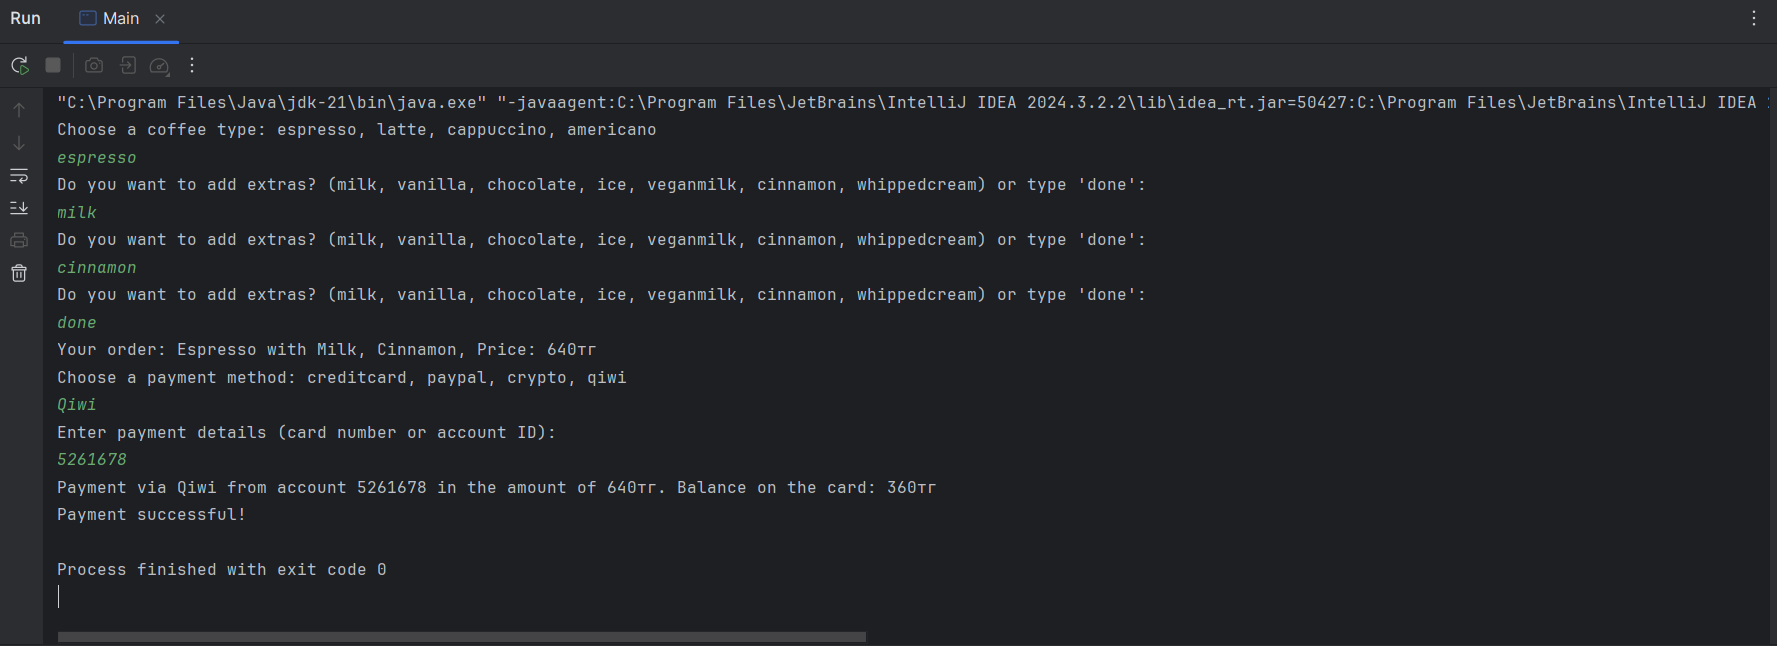 Run Main
"C:\Program Files\Java\jdk-21\bin\java.exe" "-javaagent:C:\Program Files\JetBrains\IntelliJ IDEA 2024.3.2.2\lib\idea_rt.jar=50427:C:\Program Files\JetBrains\IntelliJ IDEA
Choose a coffee type: espresso, latte, cappuccino, americano
espresso
Do you want to add extras? (milk, vanilla, chocolate, ice, veganmilk, cinnamon, whippedcream) or type 'done':
milk
Do you want to add extras? (milk, vanilla, chocolate, ice, veganmilk, cinnamon, whippedcream) or type 'done':
cinnamon
Do you want to add extras? (milk, vanilla, chocolate, ice, veganmilk, cinnamon, whippedcream) or type 'done':
done
Your order: Espresso with Milk, Cinnamon, Price: 640тг
Choose a payment method: creditcard, paypal, crypto, qiwi
Qiwi
Enter payment details (card number or account ID):
5261678
Payment via Qiwi from account 5261678 in the amount of 640тг. Balance on the card: 360тг
Payment successful!
Process finished with exit code 0